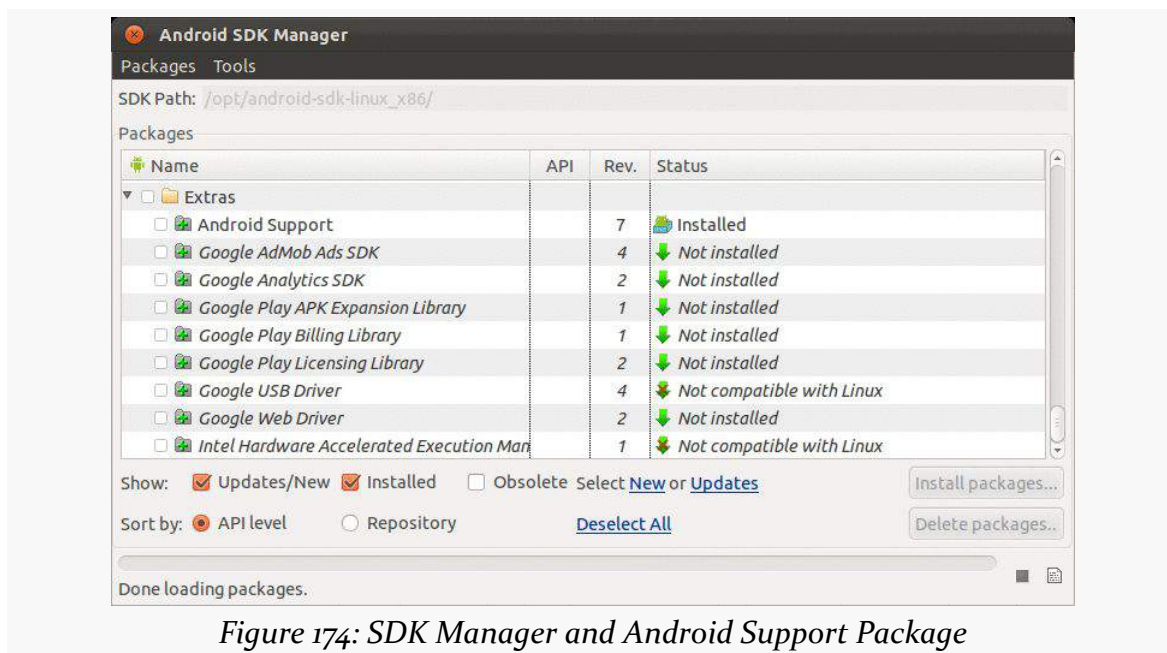 Android SDK Manager
Packages Tools
SDK Path: /opt/android-sdk-linux_x86/
Packages
Name API Rev. Status
Extras
Android Support 7 Installed
Google AdMob Ads SDK 4 Not installed
Google Analytics SDK 2 Not installed
Google Play APK Expansion Library 1 Not installed
Google Play Billing Library 1 Not installed
Google Play Licensing Library 2 Not installed
Google USB Driver 4 Not compatible with Linux
Google Web Driver 2 Not installed
Intel Hardware Accelerated Execution Man 1 Not compatible with Linux
Show: Updates/New Installed Obsolete Select New or Updates Install packages...
Sort by: API level Repository Deselect All Delete packages..
Done loading packages.
Figure 174: SDK Manager and Android Support Package